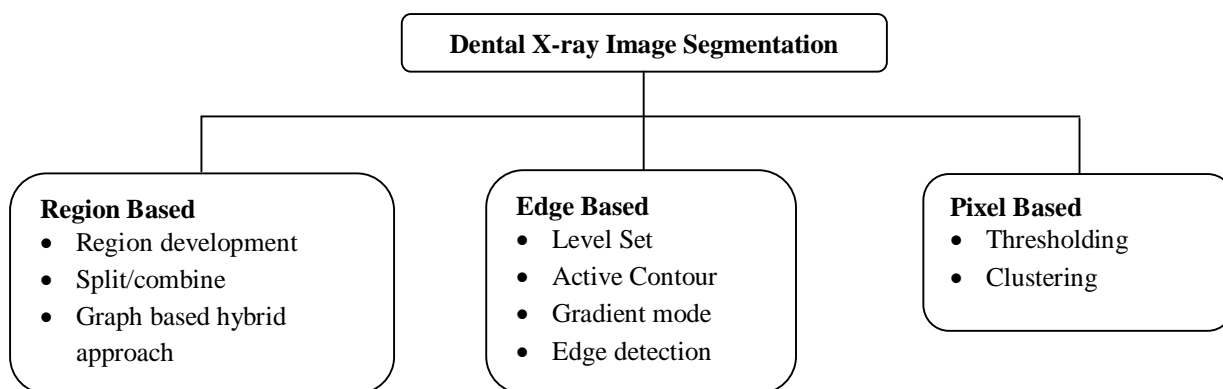 Dental X-ray Image Segmentation
Region Based
• Region development
• Split/combine
• Graph based hybrid
approach
Edge Based
• Level Set
• Active Contour
• Gradient mode
• Edge detection
Pixel Based
• Thresholding
• Clustering